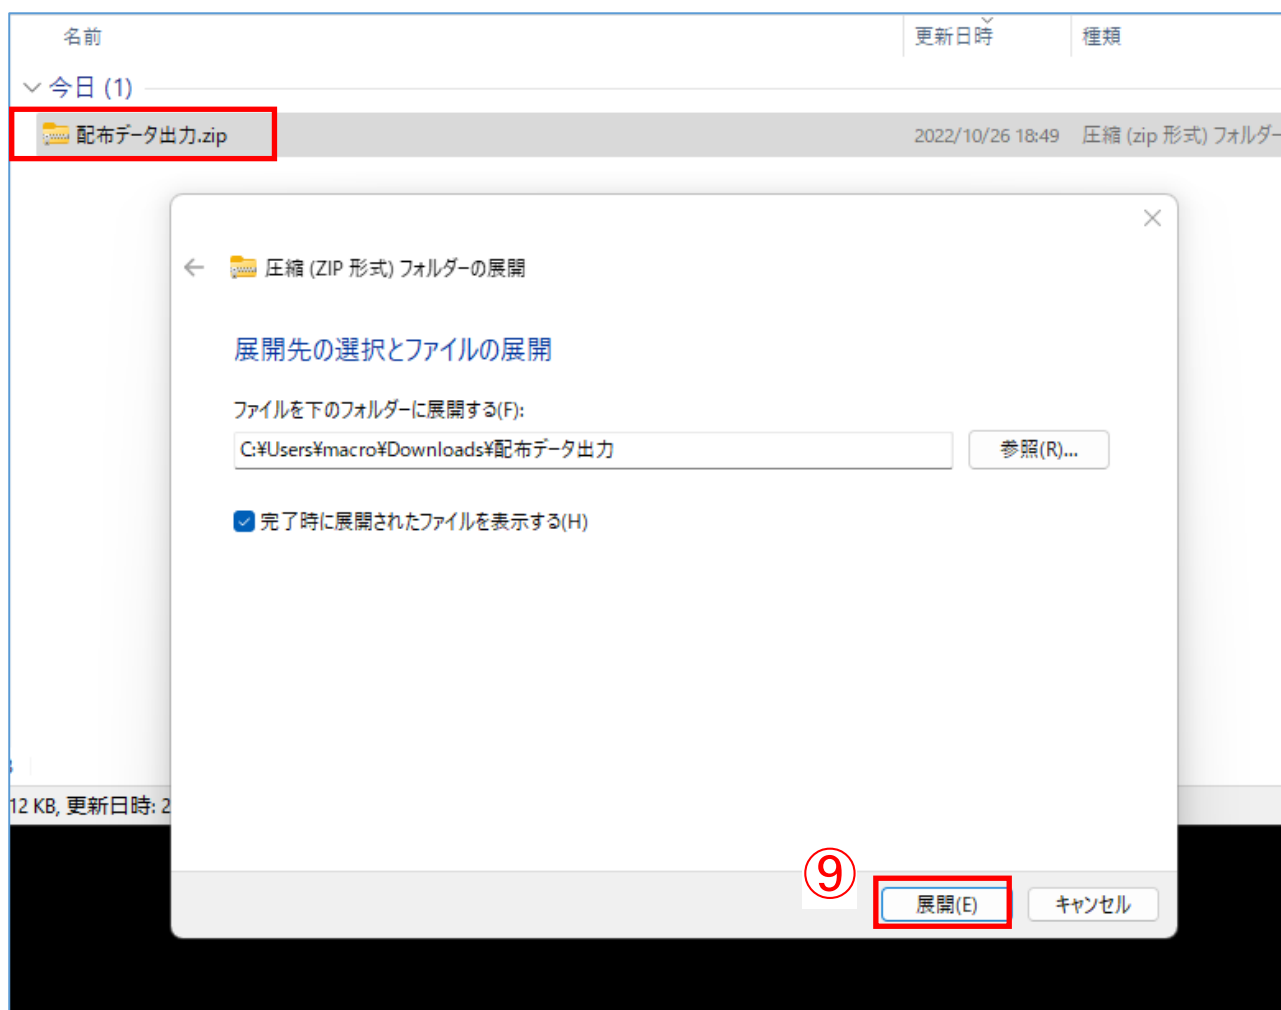 名前 更新日時 種類
今日 (1)
配布データ出力.zip 2022/10/26 18:49 圧縮 (zip 形式) フォルダー
圧縮 (ZIP 形式) フォルダーの展開
展開先の選択とファイルの展開
ファイルを下のフォルダーに展開する(F):
C:¥Users¥macro¥Downloads¥配布データ出力 参照(R)...
完了時に展開されたファイルを表示する(H)
12 KB, 更新日時: 2
⑨
展開(E) キャンセル